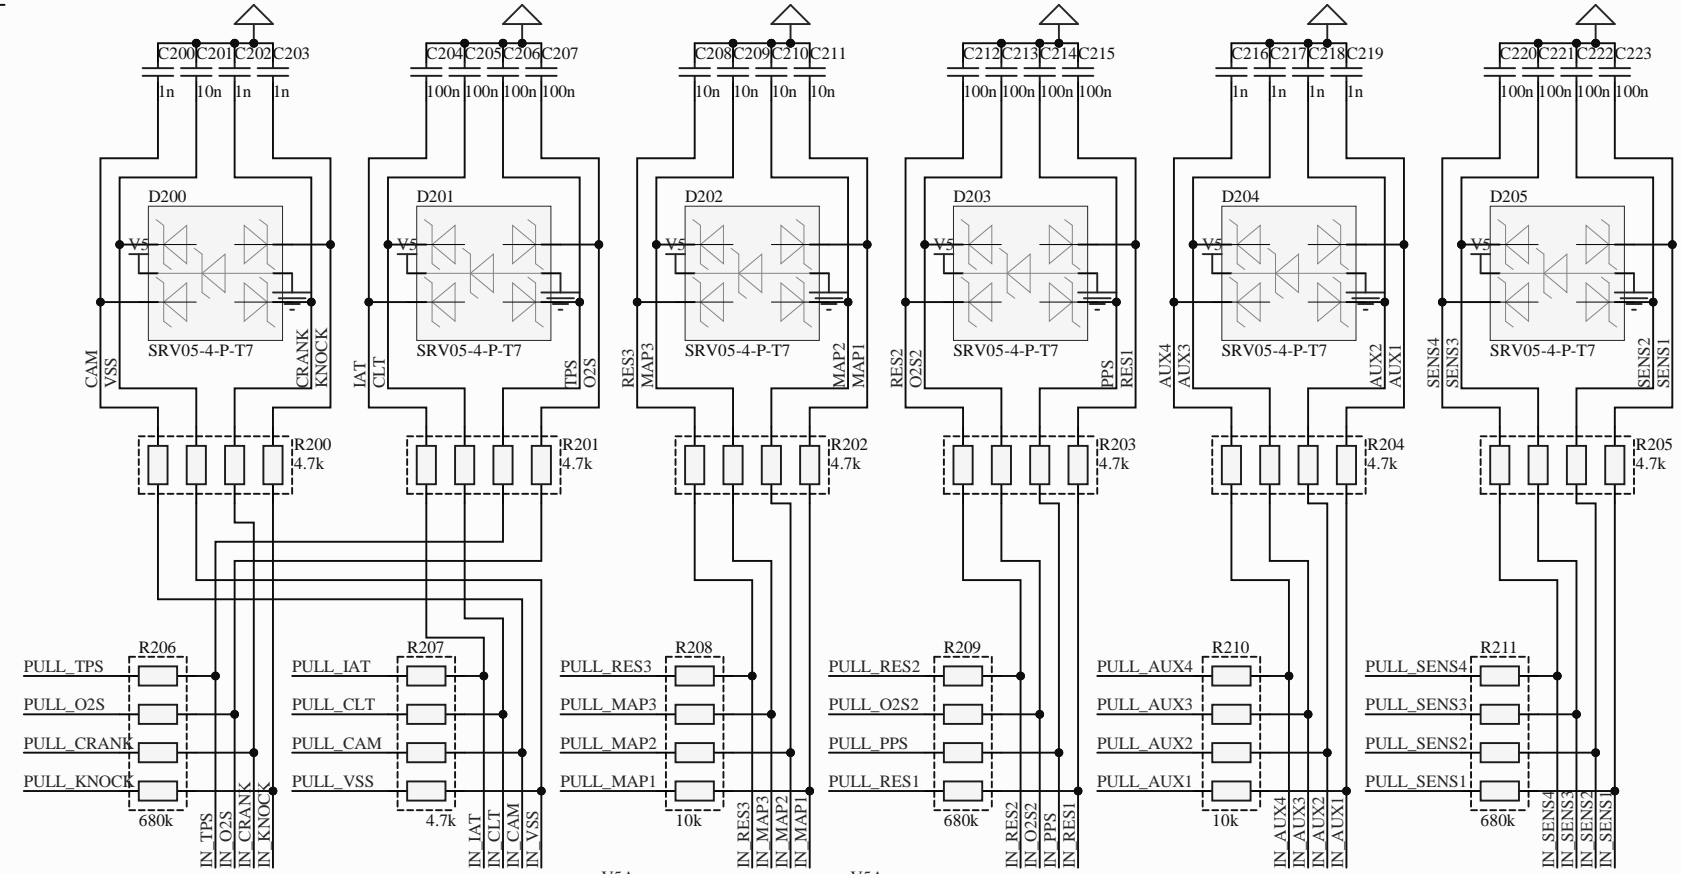 C200 C201 C202 C203 C204 C205 C206 C207 C208 C209 C210 C211 C212 C213 C214 C215 C216 C217 C218 C219 C220 C221 C222 C223
1n 10n 1n 1n 100n 100n 100n 100n 10n 10n 10n 10n 100n 100n 100n 100n 1n 1n 1n 1n 100n 100n 100n 100n
D200 D201 D202 D203 D204 D205
V5 V5 V5 V5 V5 V5
SRV05-4-P-T7 SRV05-4-P-T7 SRV05-4-P-T7 SRV05-4-P-T7 SRV05-4-P-T7 SRV05-4-P-T7
CAM VSS CRANK KNOCK IAT CLT TPS O2S RES3 MAP3 MAP2 MAP1 RES2 O2S2 PPS RES1 AUX4 AUX3 AUX2 AUX1 SENS4 SENS3 SENS2 SENS1
R200 R201 R202 R203 R204 R205
4.7k 4.7k 4.7k 4.7k 4.7k 4.7k
R206 R207 R208 R209 R210 R211
PULL_TPS PULL_IAT PULL_RES3 PULL_RES2 PULL_AUX4 PULL_SENS4
PULL_O2S PULL_CLT PULL_MAP3 PULL_O2S2 PULL_AUX3 PULL_SENS3
PULL_CRANK PULL_CAM PULL_MAP2 PULL_PPS PULL_AUX2 PULL_SENS2
PULL_KNOCK PULL_VSS PULL_MAP1 PULL_RES1 PULL_AUX1 PULL_SENS1
680k 4.7k 10k 680k 10k 680k
IN_TPS IN_O2S IN_CRANK IN_KNOCK IN_IAT IN_CLT IN_CAM IN_VSS IN_RES3 IN_MAP3 IN_MAP2 IN_MAP1 IN_RES2 IN_O2S2 IN_PPS IN_RES1 IN_AUX4 IN_AUX3 IN_AUX2 IN_AUX1 IN_SENS4 IN_SENS3 IN_SENS2 IN_SENS1